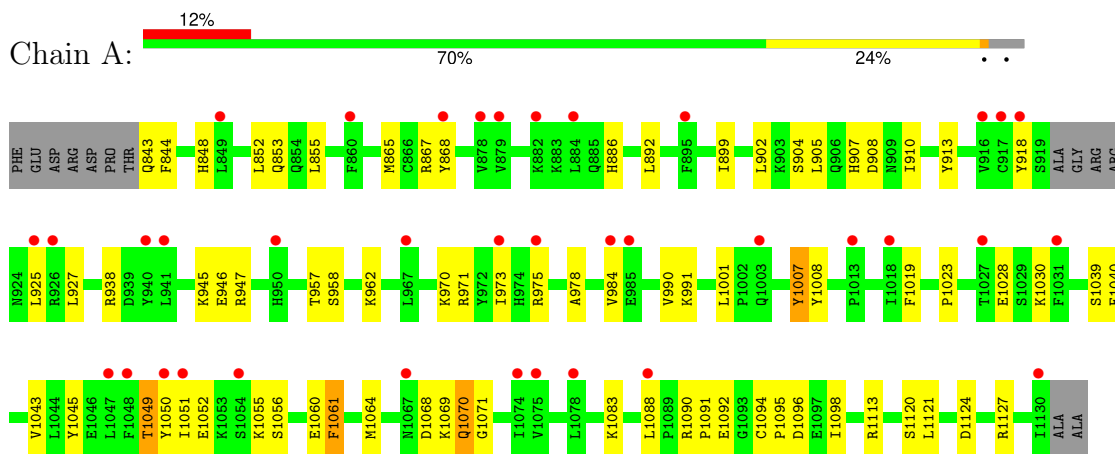 12%
Chain A:
70% 24% • •
PHE GLU ASP ARG ASP PRO THR Q843 F844 H848 L849 L852 Q853 Q854 L855 F860 M865 C866 R867 Y868 V878 V879 K882 K883 L884 Q885 H886 L892 F895 I899 L902 K903 S904 L905 Q906 H907 D908 N909 I910 Y913 V916 C917 Y918 S919 ALA GLY ARG ARG
N924 L925 R926 L927 R938 D939 Y940 L941 K945 E946 R947 H950 T957 S958 K962 L967 K970 R971 Y972 I973 H974 R975 A978 V984 E985 V990 K991 L1001 P1002 Q1003 Y1007 Y1008 P1013 I1018 F1019 P1023 T1027 E1028 S1029 K1030 F1031 S1039 E1040
V1043 L1044 Y1045 E1046 L1047 F1048 T1049 Y1050 I1051 E1052 K1053 S1054 K1055 S1056 E1060 F1061 M1064 N1067 D1068 K1069 Q1070 G1071 I1074 V1075 L1078 K1083 L1088 P1089 R1090 P1091 E1092 G1093 C1094 P1095 D1096 E1097 I1098 R1113 S1120 L1121 D1124 R1127 I1130 ALA ALA